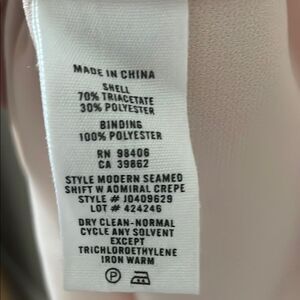 MADE IN CHINA
SHELL
70% TRIACETATE
30% POLYESTER
BINDING
100% POLYESTER
RN 98406
CA 39862
STYLE MODERN SEAMED
SHIFT W ADMIRAL CREPE
STYLE # J0409629
LOT # 424246
DRY CLEAN-NORMAL
CYCLE ANY SOLVENT
EXCEPT
TRICHLOROETHYLENE
IRON WARM
P